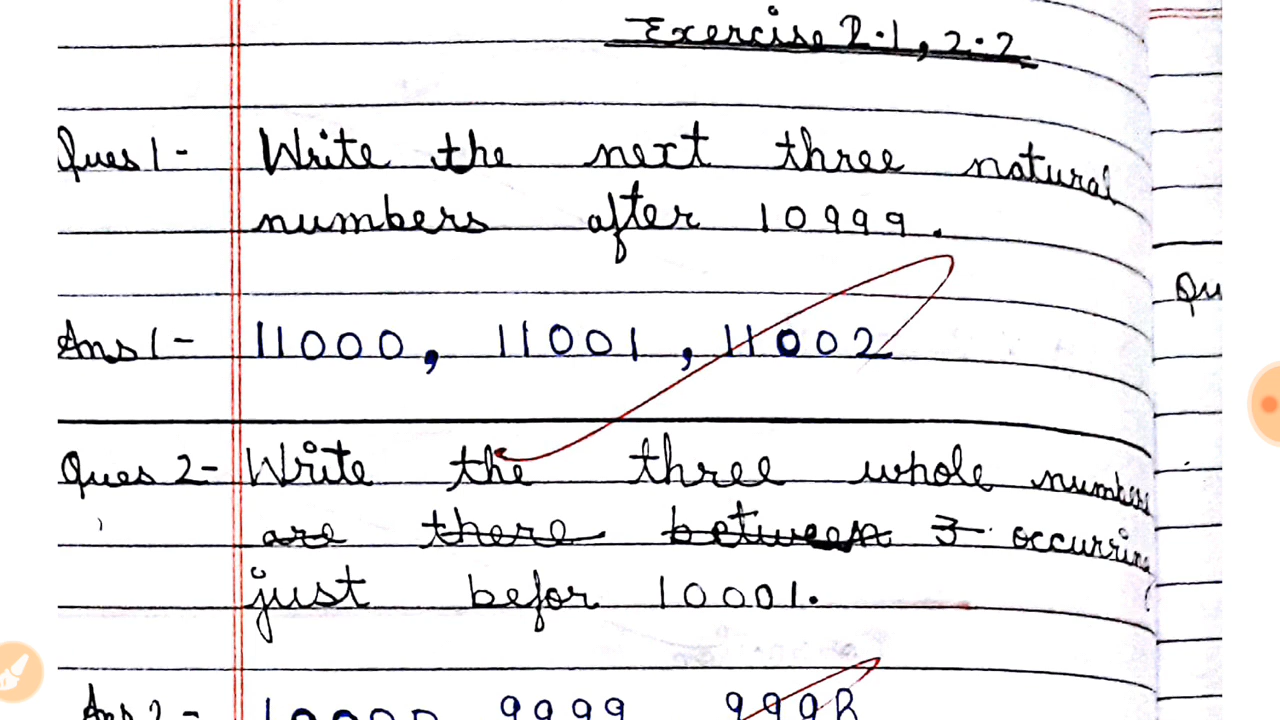 Exercise 2.1, 2.2
Ques 1- Write the next three natural
numbers after 10999.
Ans 1- 11000, 11001, 11002
Ques 2- Write the three whole numbers
are there between 3 occurring
just befor 10001.
Ans 2- 10000 9999 9998
Qu